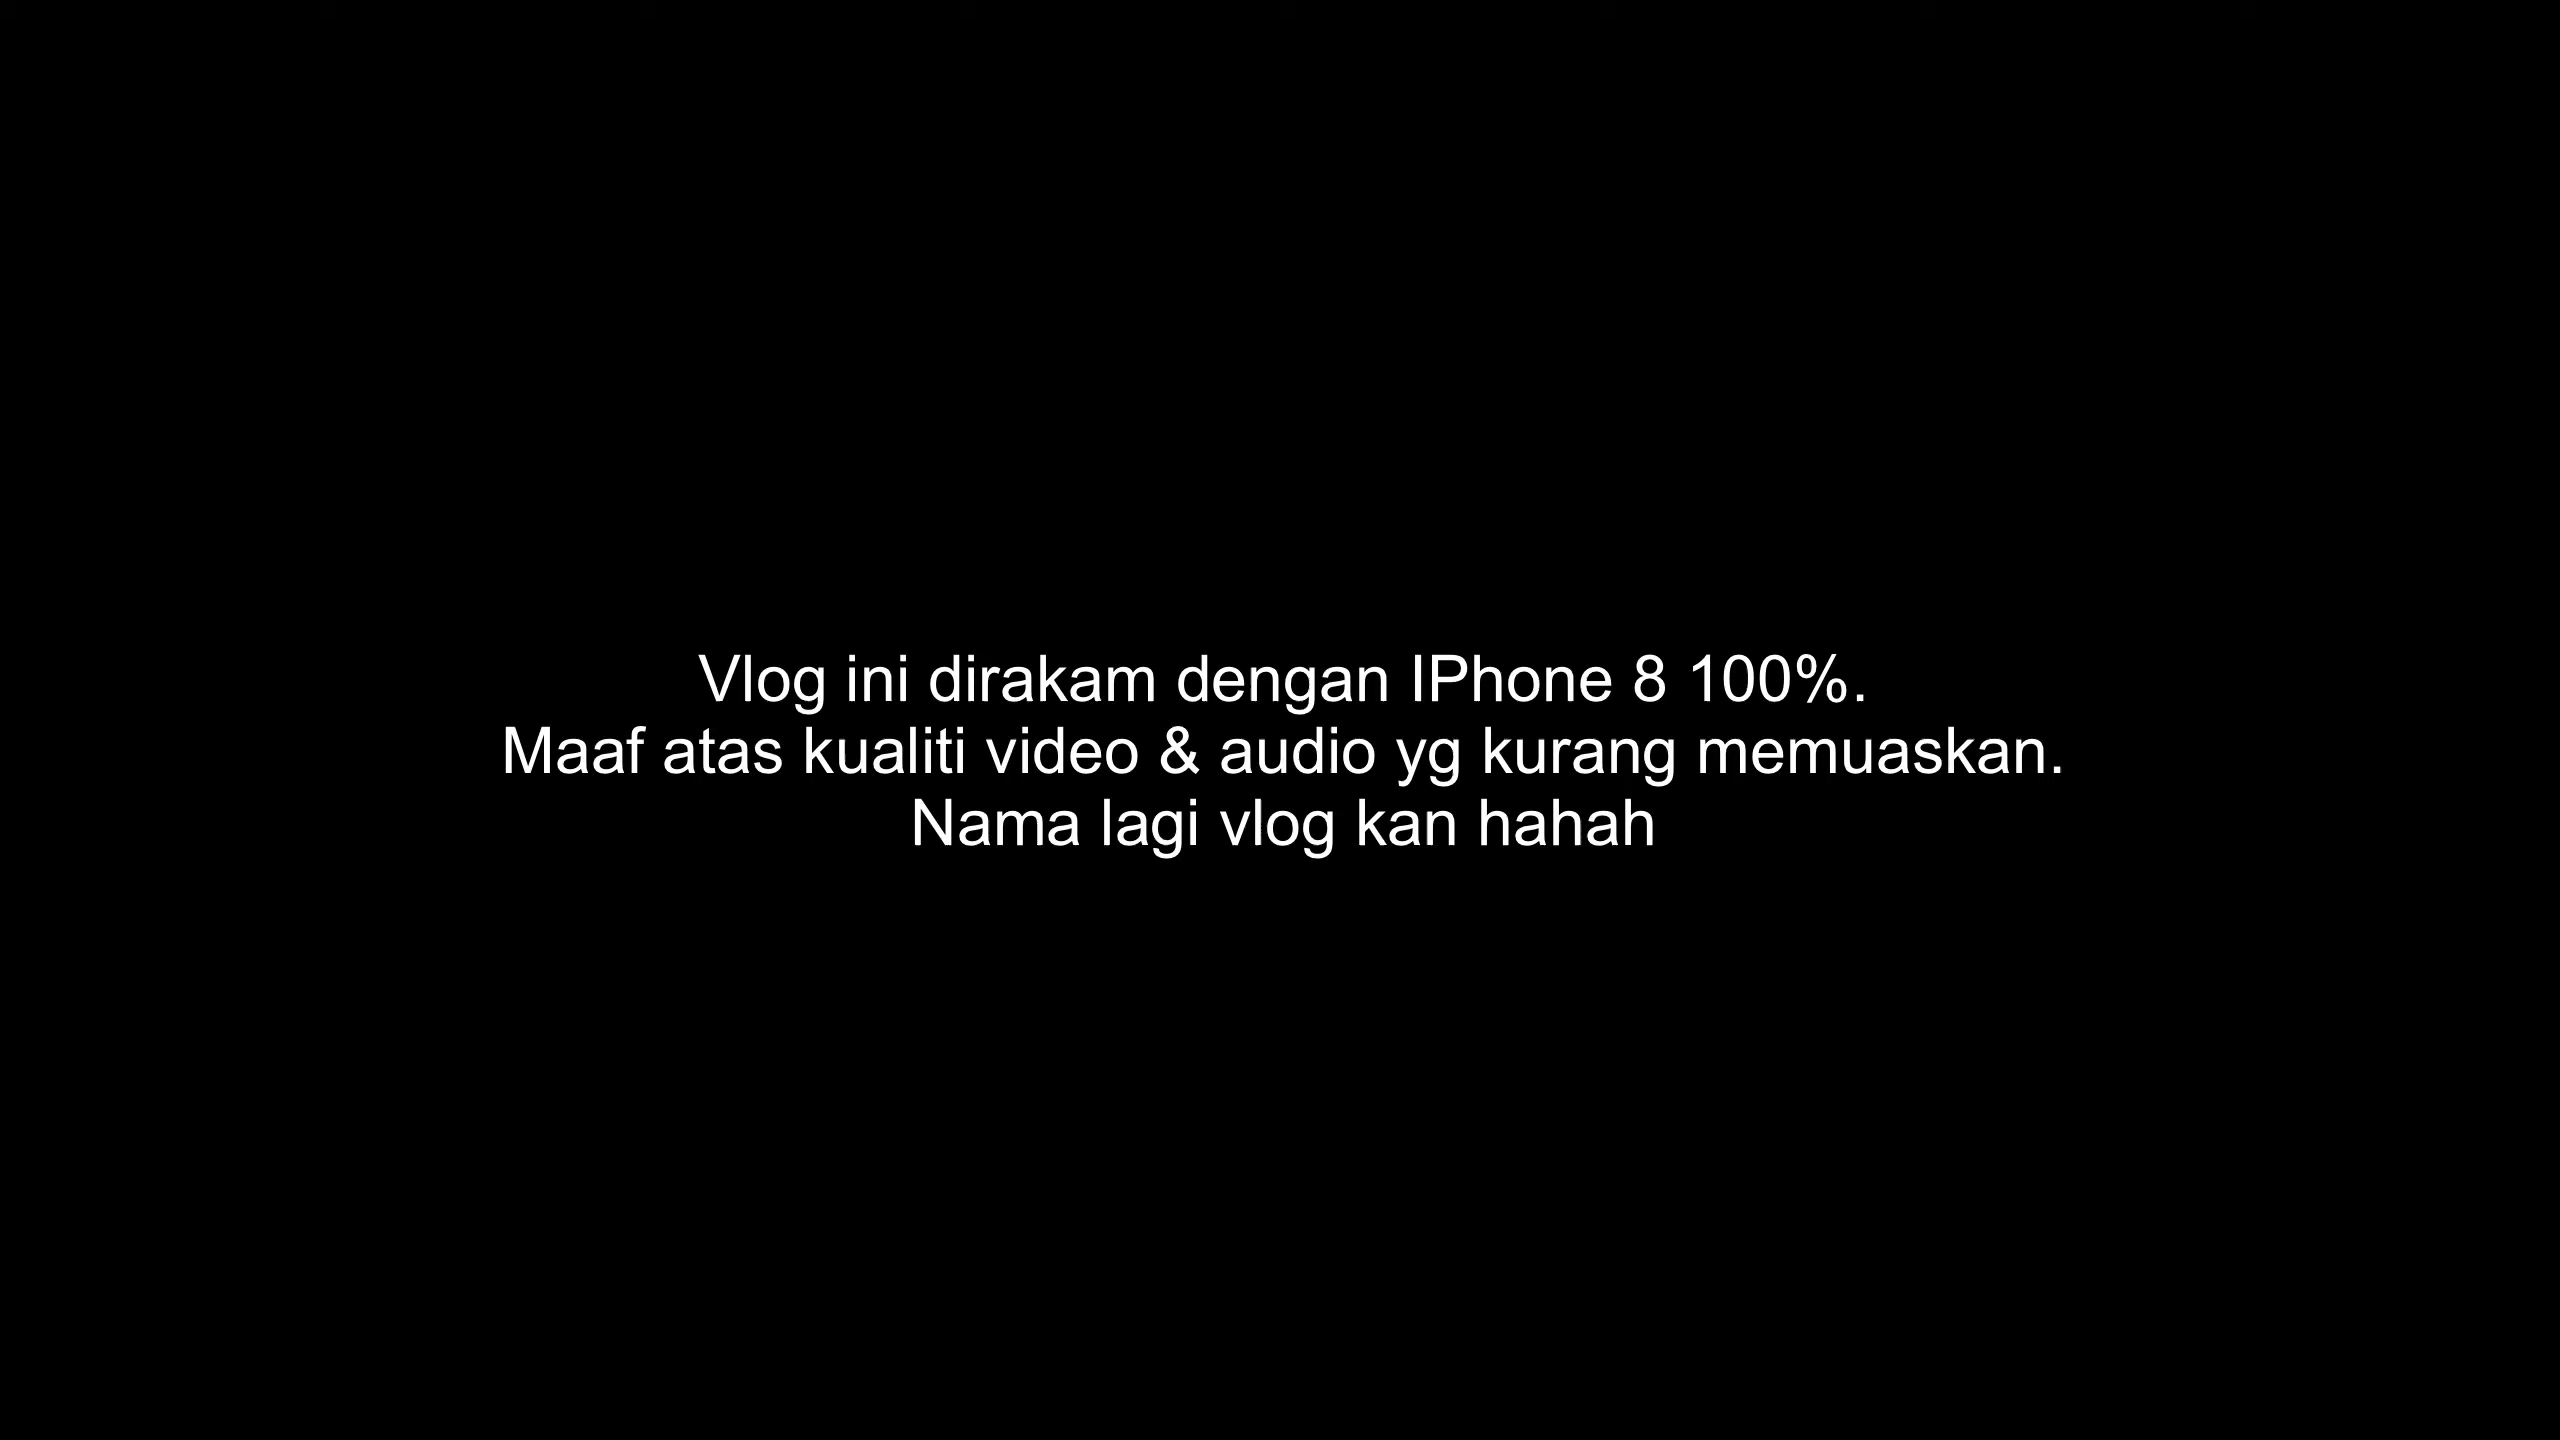 Vlog ini dirakam dengan IPhone 8 100%.
Maaf atas kualiti video & audio yg kurang memuaskan.
Nama lagi vlog kan hahah